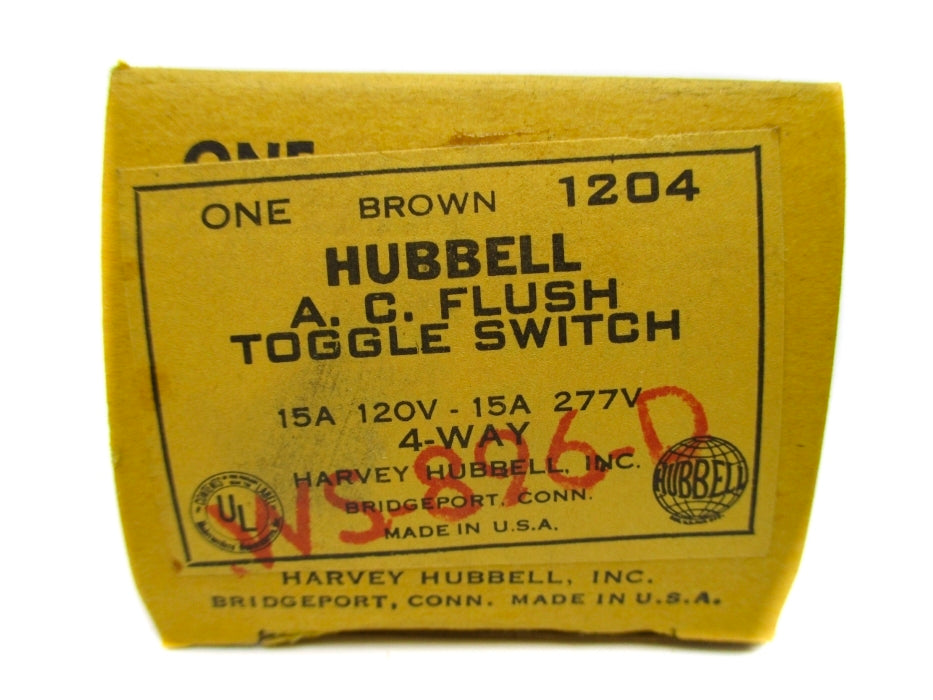 ONE
ONE BROWN 1204
HUBBELL
A. C. FLUSH
TOGGLE SWITCH
15A 120V - 15A 277V
4-WAY
WS-896-D
HARVEY HUBBELL, INC.
BRIDGEPORT, CONN.
MADE IN U.S.A.
UL
HUBBELL
HARVEY HUBBELL, INC.
BRIDGEPORT, CONN. MADE IN U.S.A.